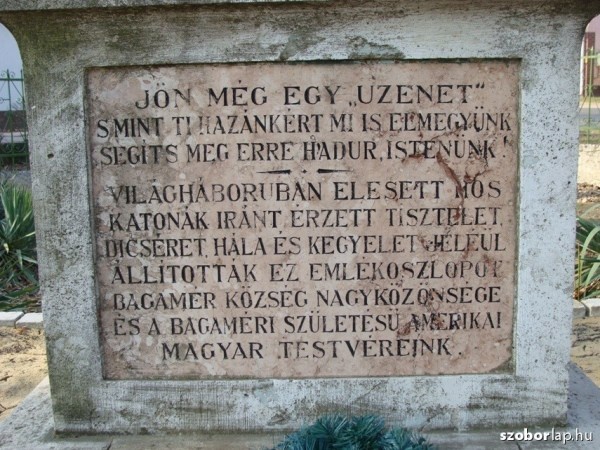 JÖN MÉG EGY „ÜZENET"
S MINT TI HAZÁNKÉRT MI IS ELMEGYÜNK
SEGITS MEG ERRE HADUR, ISTENÜNK!
VILÁGHÁBORUBAN ELESETT HŐS
KATONÁK IRÁNT ÉRZETT TISZTELET,
DICSÉRET, HÁLA ÉS KEGYELET JELÉÜL
ÁLLITOTTÁK EZ EMLÉKOSZLOPOT
BAGAMÉR KÖZSÉG NAGYKÖZÖNSÉGE
ÉS A BAGAMÉRI SZÜLETÉSÜ AMERIKAI
MAGYAR TESTVÉREINK.
szoborlap.hu